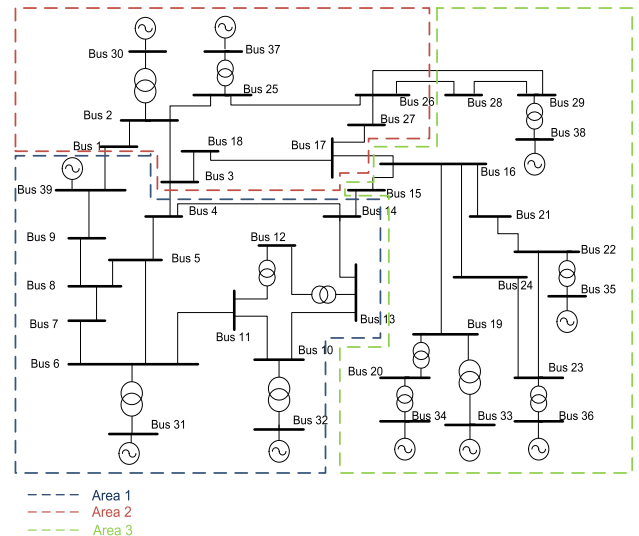 Bus 30
Bus 37
Bus 25
Bus 2
Bus 26
Bus 28
Bus 29
Bus 27
Bus 38
Bus 1
Bus 18
Bus 17
Bus 3
Bus 16
Bus 39
Bus 15
Bus 4
Bus 14
Bus 21
Bus 9
Bus 12
Bus 5
Bus 22
Bus 8
Bus 24
Bus 35
Bus 7
Bus 11
Bus 13
Bus 19
Bus 6
Bus 10
Bus 20
Bus 23
Bus 31
Bus 32
Bus 34
Bus 33
Bus 36
Area 1
Area 2
Area 3